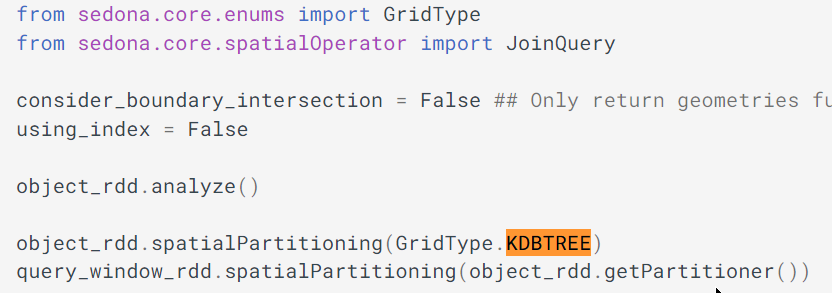 from sedona.core.enums import GridType
from sedona.core.spatialOperator import JoinQuery
consider_boundary_intersection = False ## Only return geometries fu
using_index = False
object_rdd.analyze()
object_rdd.spatialPartitioning(GridType.KDBTREE)
query_window_rdd.spatialPartitioning(object_rdd.getPartitioner())